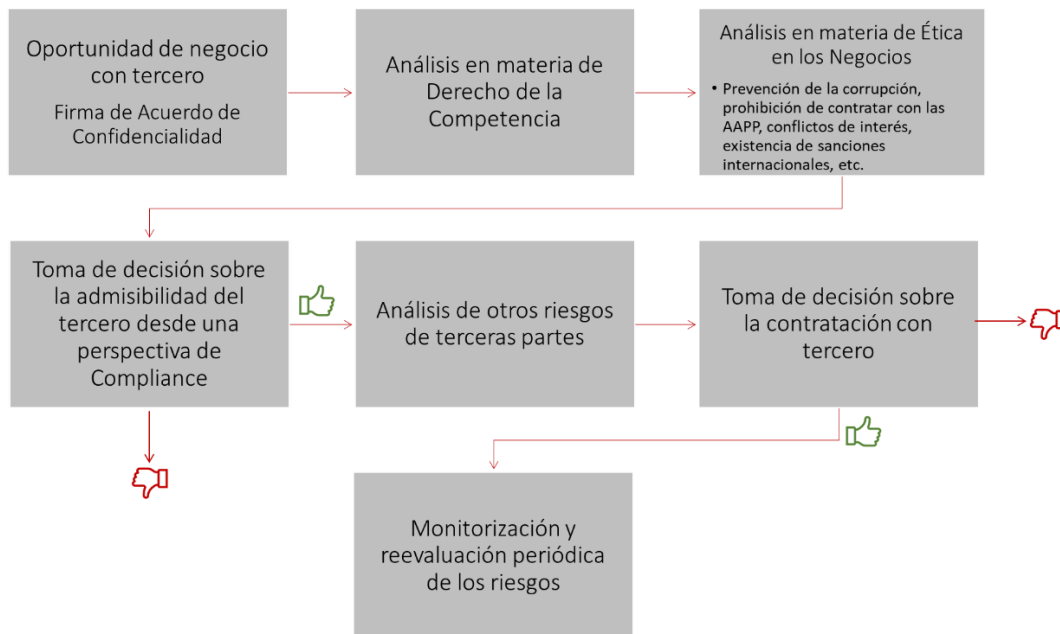 Oportunidad de negocio
con tercero
Firma de Acuerdo de
Confidencialidad
Análisis en materia de
Derecho de la
Competencia
Análisis en materia de Ética
en los Negocios
• Prevención de la corrupción,
prohibición de contratar con las
AAPP, conflictos de interés,
existencia de sanciones
internacionales, etc.
Toma de decisión sobre
la admisibilidad del
tercero desde una
perspectiva de
Compliance
Análisis de otros riesgos
de terceras partes
Toma de decisión sobre
la contratación con
tercero
Monitorización y
reevaluación periódica
de los riesgos